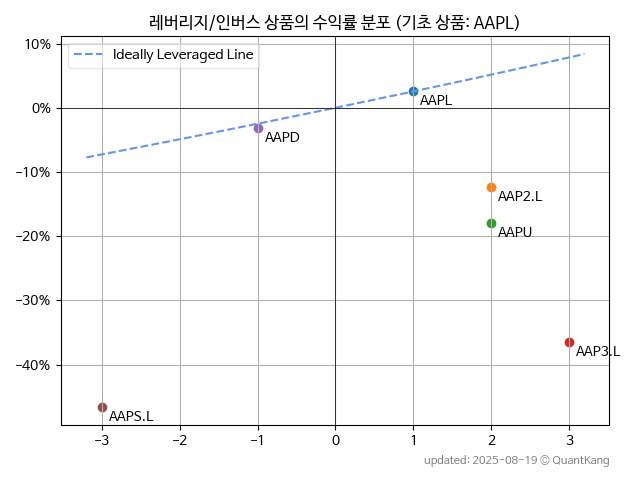 레버리지/인버스 상품의 수익률 분포 (기초 상품: AAPL)
10%
0%
−10%
−20%
−30%
−40%
Ideally Leveraged Line
AAPL
AAPD
AAP2.L
AAPU
AAP3.L
AAPS.L
−3 −2 −1 0 1 2 3
updated: 2025-08-19 © QuantKang